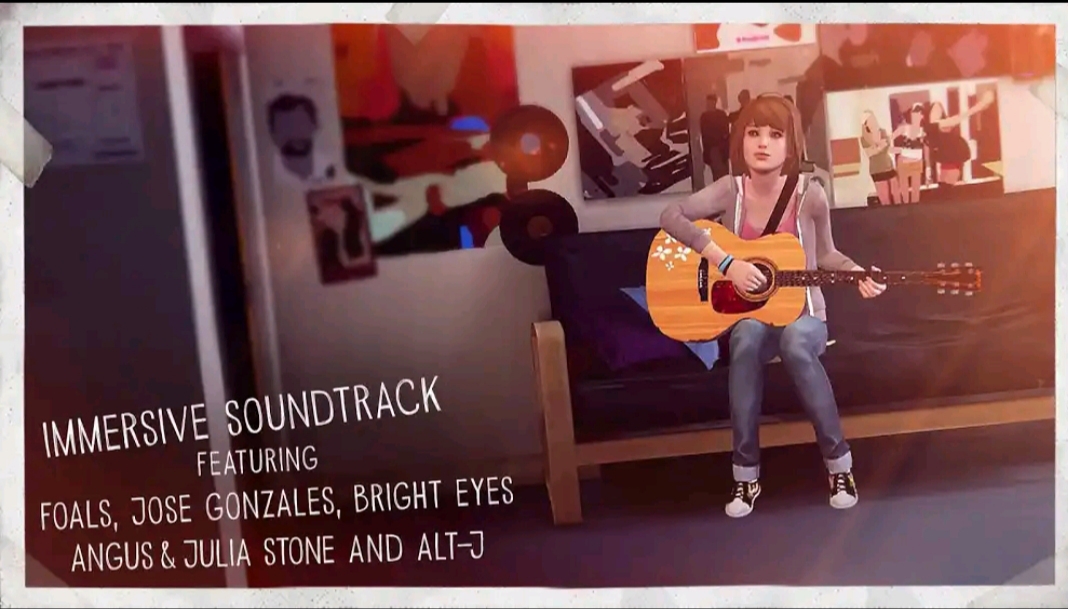 IMMERSIVE SOUNDTRACK
FEATURING
FOALS, JOSE GONZALES, BRIGHT EYES
ANGUS & JULIA STONE AND ALT-J